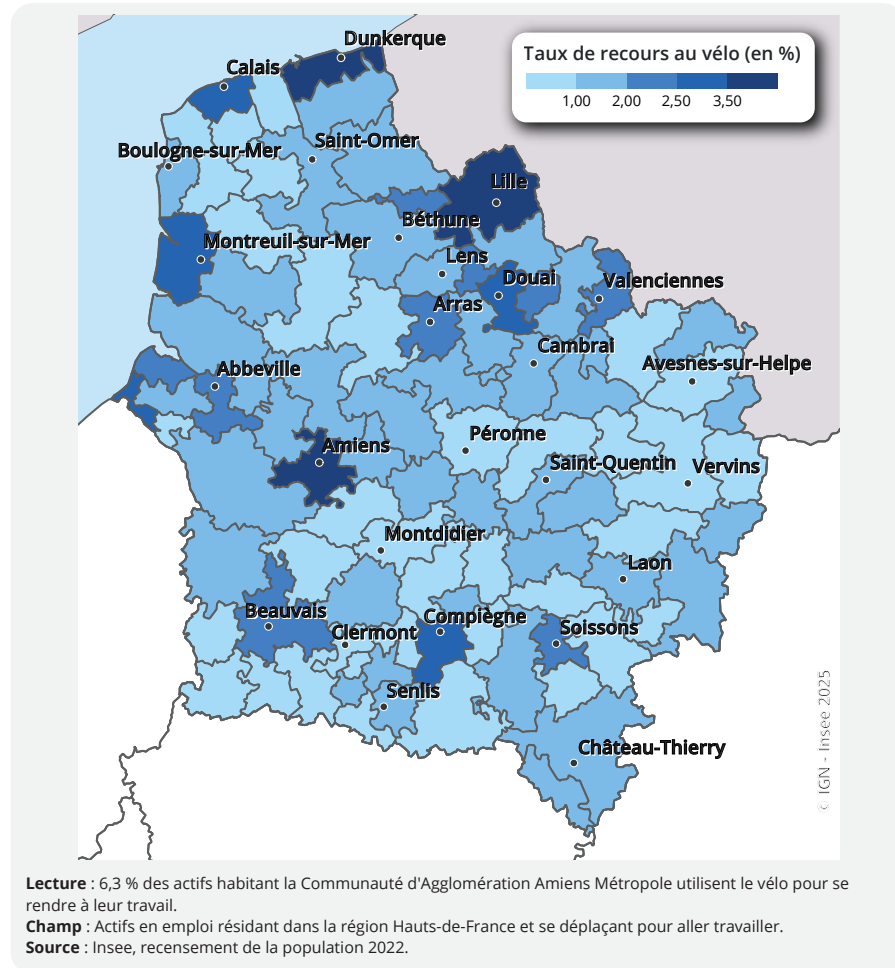 Dunkerque
Taux de recours au vélo (en %)
1,00 2,00 2,50 3,50
Calais
Saint-Omer
Boulogne-sur-Mer
Lille
Béthune
Montreuil-sur-Mer
Lens
Douai
Valenciennes
Arras
Cambrai
Avesnes-sur-Helpe
Abbeville
Péronne
Amiens
Saint-Quentin
Vervins
Montdidier
Laon
Beauvais
Compiègne
Clermont
Soissons
Senlis
Château-Thierry
© IGN - Insee 2025
Lecture : 6,3 % des actifs habitant la Communauté d'Agglomération Amiens Métropole utilisent le vélo pour se
rendre à leur travail.
Champ : Actifs en emploi résidant dans la région Hauts-de-France et se déplaçant pour aller travailler.
Source : Insee, recensement de la population 2022.